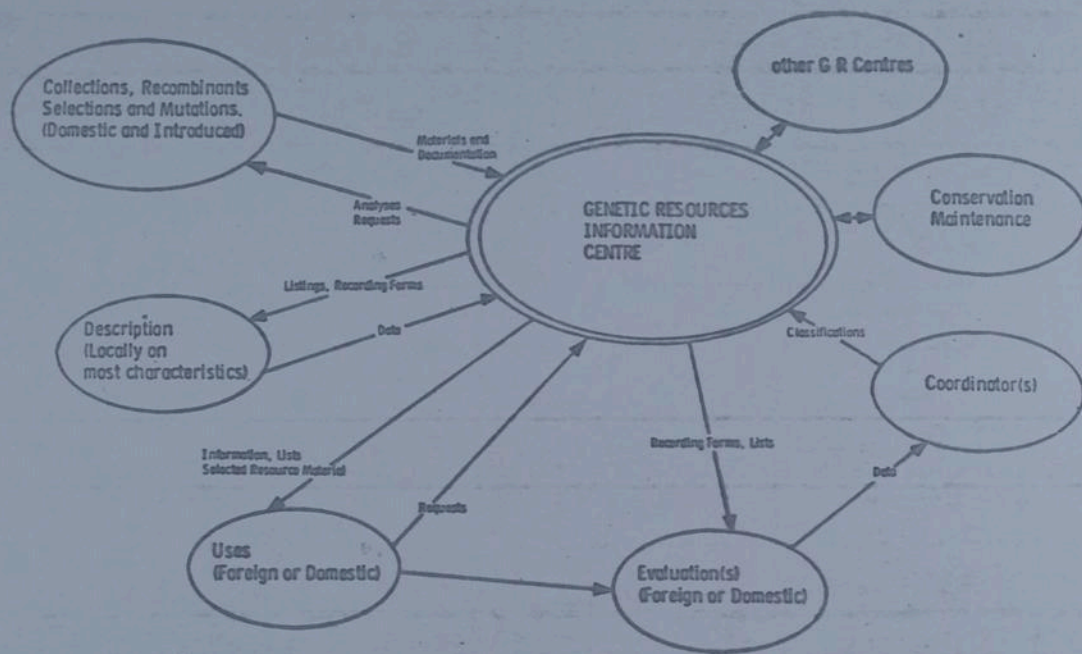 other G R Centres
Collections, Recombinants
Selections and Mutations.
(Domestic and Introduced)
Materials and
Documentation
Analyses
Requests
GENETIC RESOURCES
INFORMATION
CENTRE
Conservation
Maintenance
Listings, Recording Forms
Description
(Locally on
most characteristics)
Data
Classifications
Coordinator(s)
Information, Lists
Selected Resource Material
Recording Forms, Lists
Data
Requests
Uses
(Foreign or Domestic)
Evaluation(s)
(Foreign or Domestic)